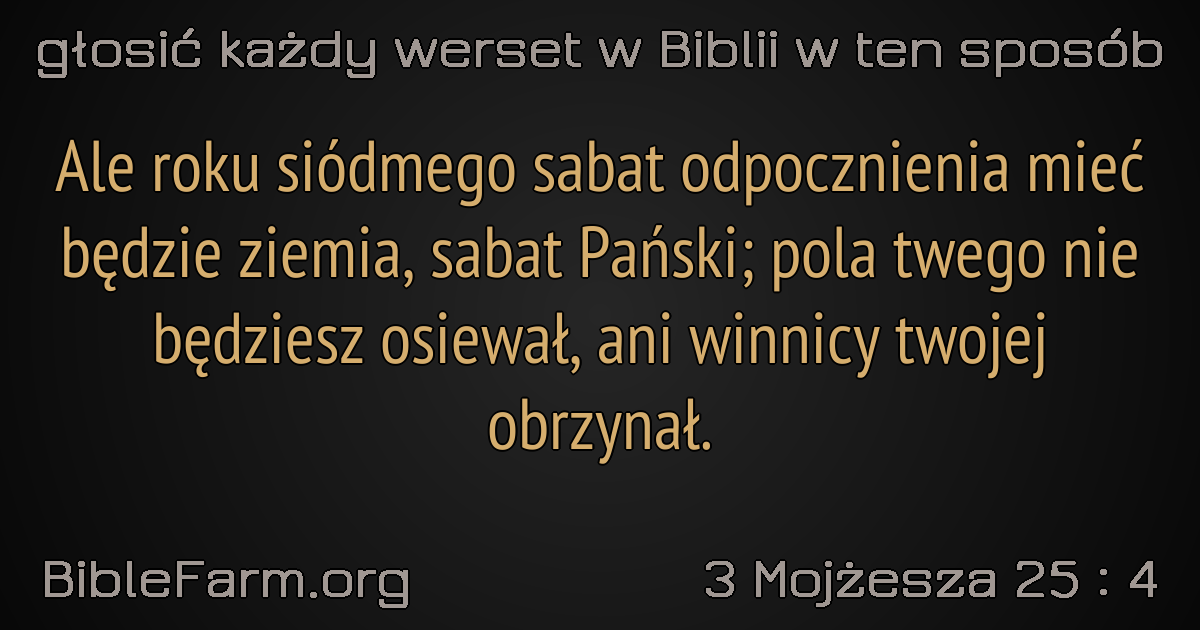 głosić każdy werset w Biblii w ten sposób
Ale roku siódmego sabat odpocznienia mieć
będzie ziemia, sabat Pański; pola twego nie
będziesz osiewał, ani winnicy twojej
obrzynał.
BibleFarm.org
3 Mojżesza 25 : 4